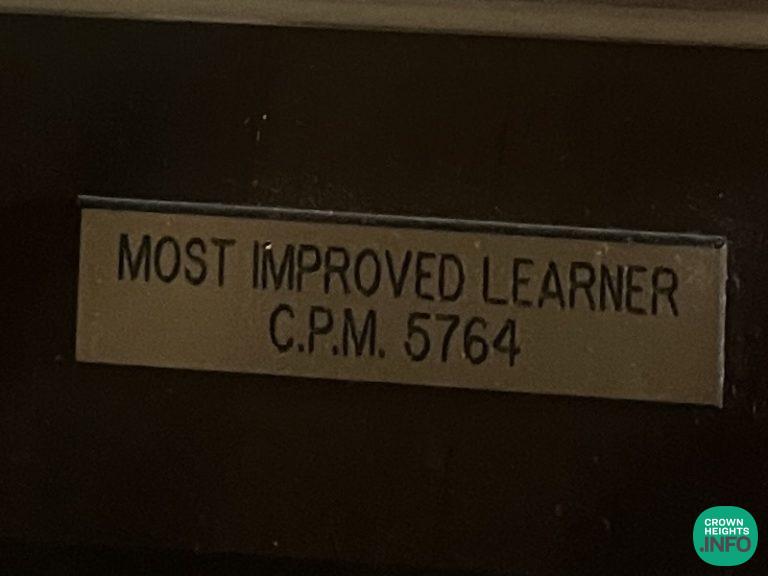 MOST IMPROVED LEARNER
C.P.M. 5764
CROWN
HEIGHTS
.INFO